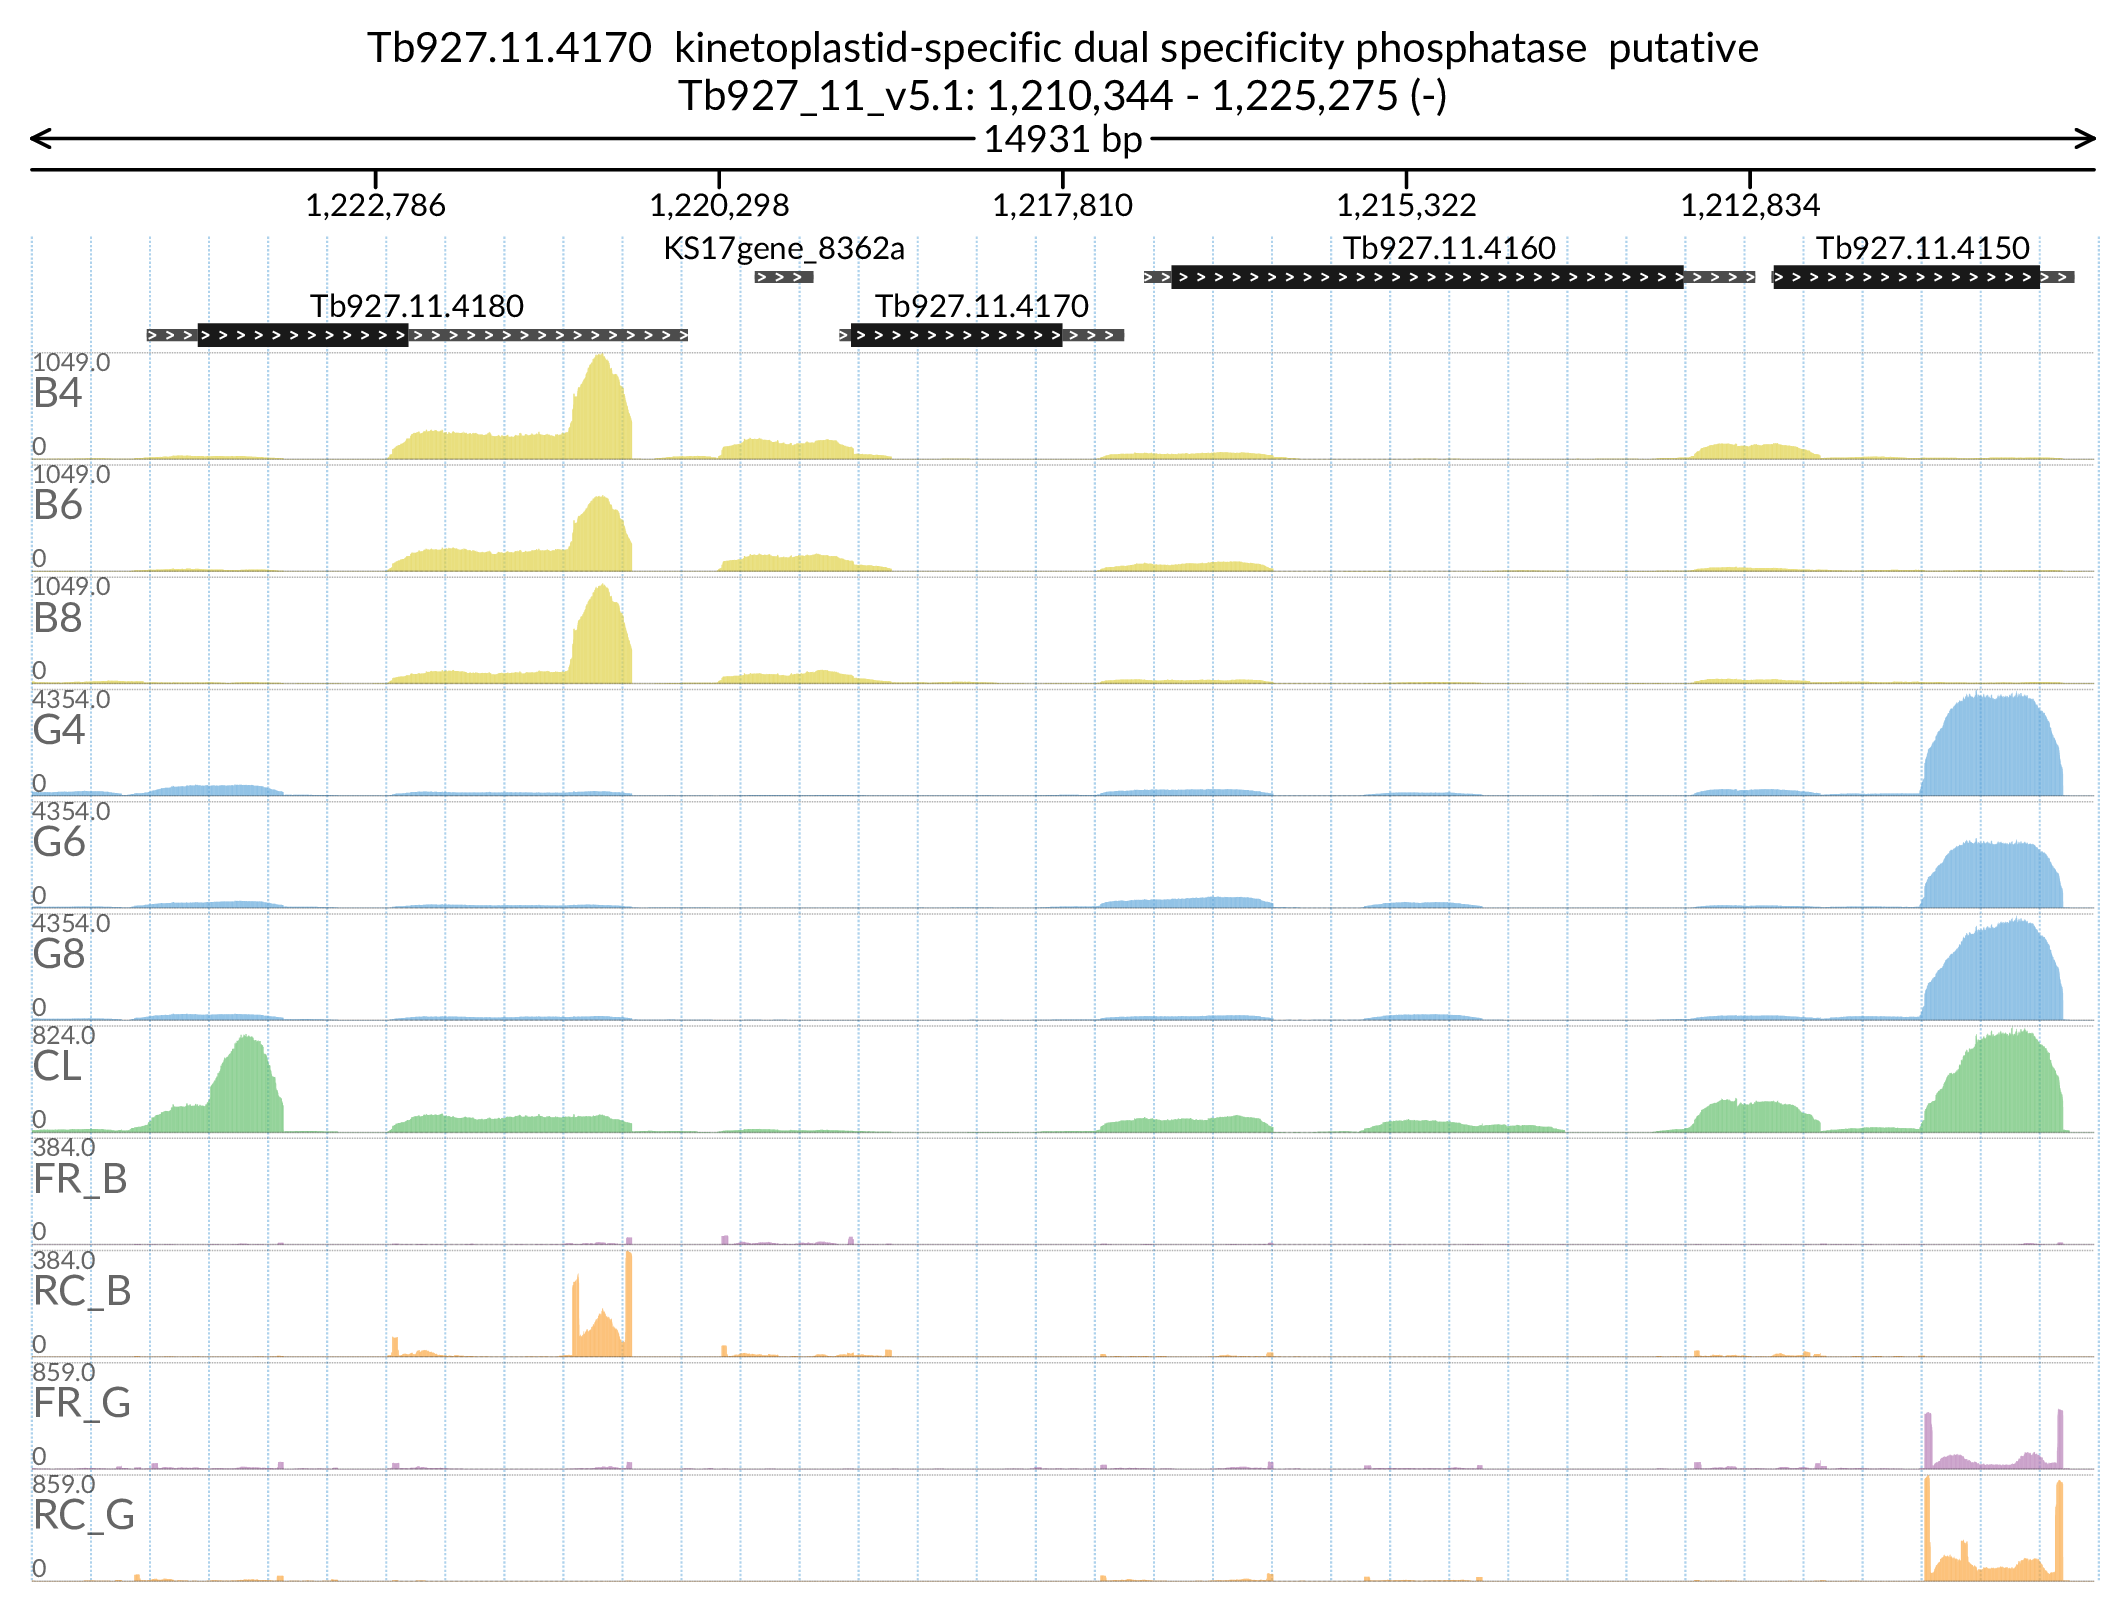 Tb927.11.4170  kinetoplastid-specific dual specificity phosphatase  putative
Tb927_11_v5.1: 1,210,344 - 1,225,275 (-)
14931 bp
1,222,786 1,220,298 1,217,810 1,215,322 1,212,834
KS17gene_8362a Tb927.11.4160 Tb927.11.4150
Tb927.11.4180 Tb927.11.4170
1049.0
B4
0
1049.0
B6
0
1049.0
B8
0
4354.0
G4
0
4354.0
G6
0
4354.0
G8
0
824.0
CL
0
384.0
FR_B
0
384.0
RC_B
0
859.0
FR_G
0
859.0
RC_G
0